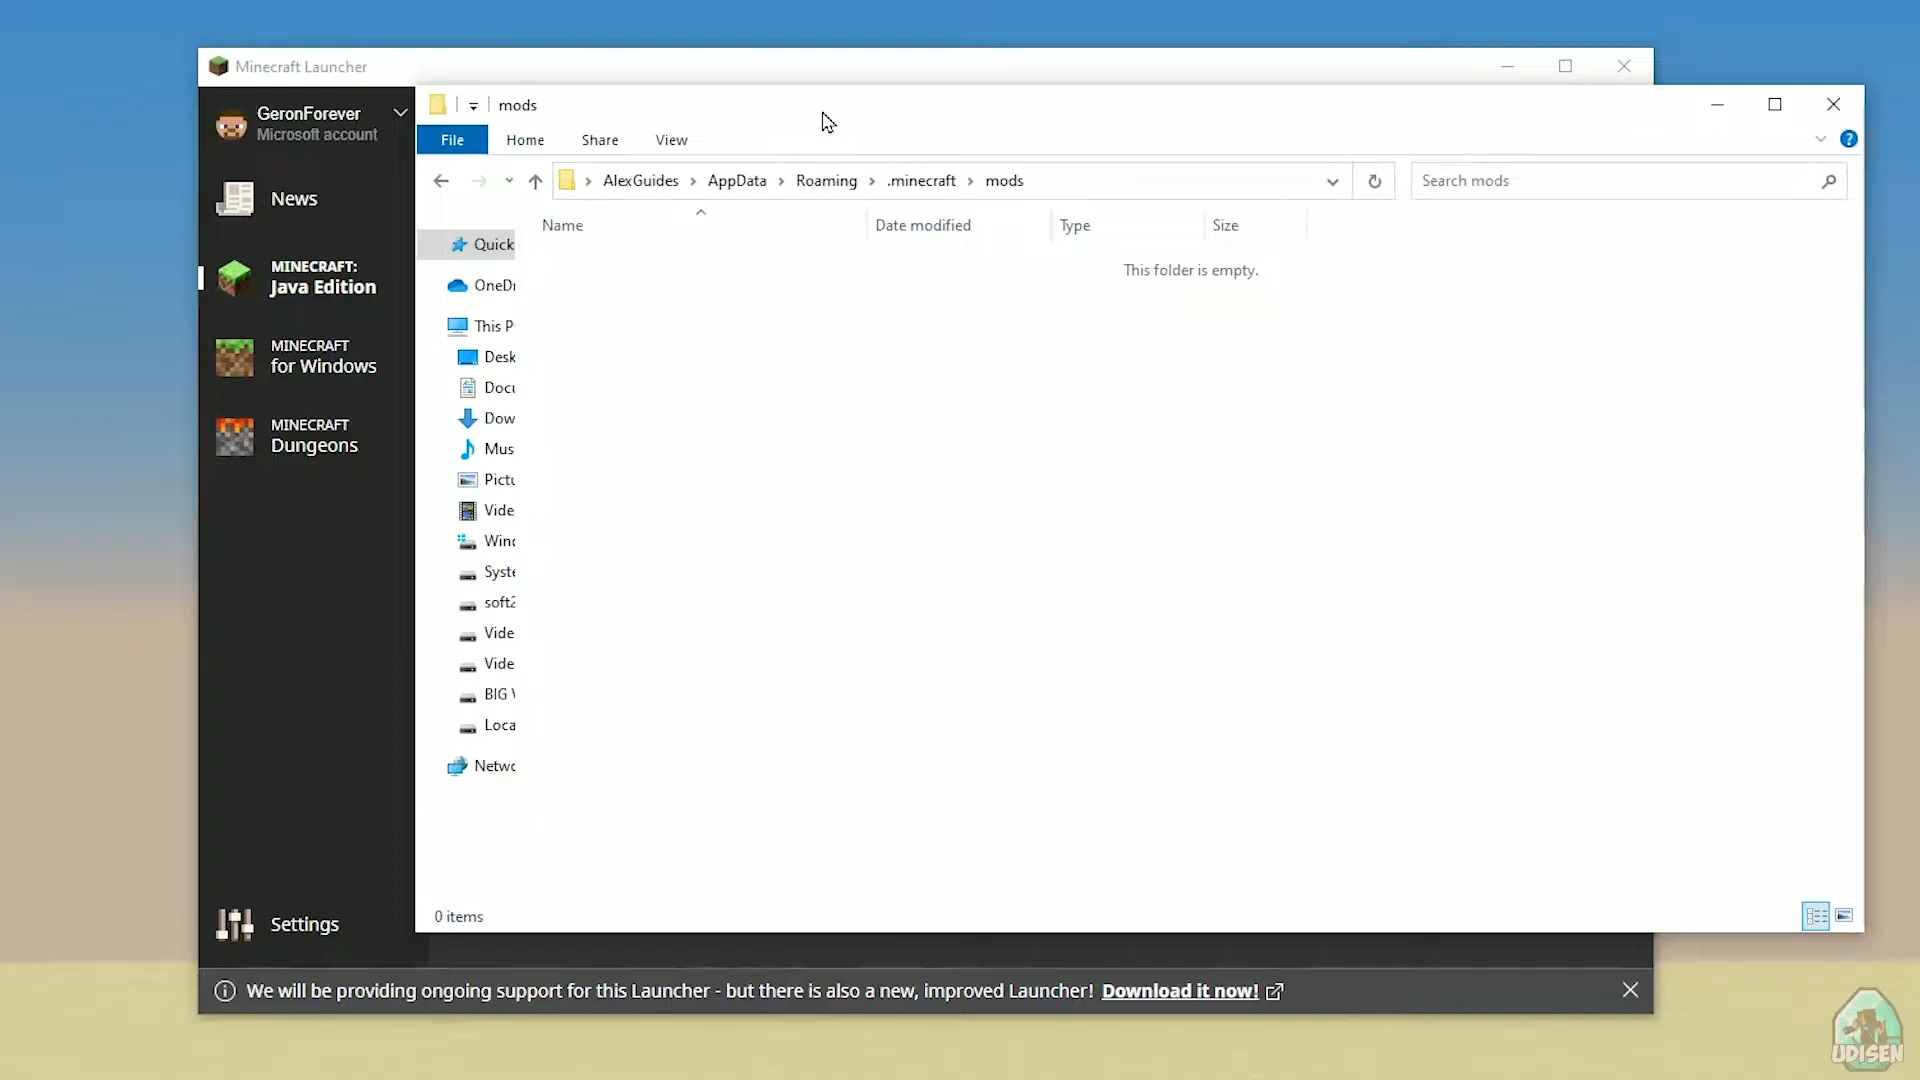 Minecraft Launcher
GeronForever
Microsoft account
News
MINECRAFT:
Java Edition
MINECRAFT
for Windows
MINECRAFT
Dungeons
Settings
mods
File Home Share View
?
AlexGuides AppData Roaming .minecraft mods
Search mods
Name Date modified Type Size
This folder is empty.
Quick
OneDr
This P
Desk
Docu
Dow
Mus
Pictu
Vide
Wind
Syste
soft2
Vide
Vide
BIG
Loca
Netwo
0 items
We will be providing ongoing support for this Launcher - but there is also a new, improved Launcher! Download it now!
UDISEN